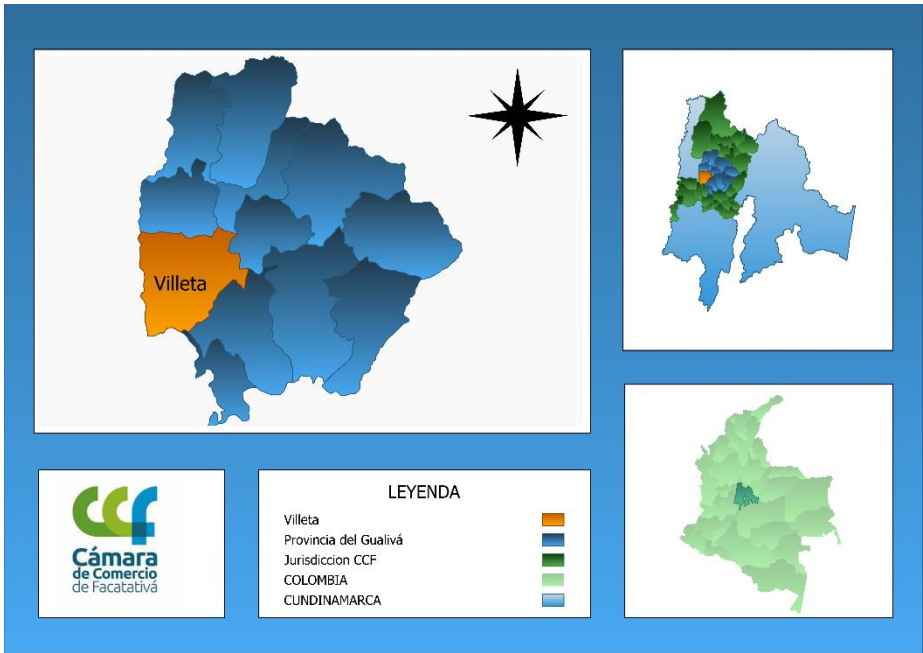 Villeta
ccf
Cámara
de Comercio
de Facatativá
LEYENDA
Villeta
Provincia del Gualivá
Jurisdiccion CCF
COLOMBIA
CUNDINAMARCA